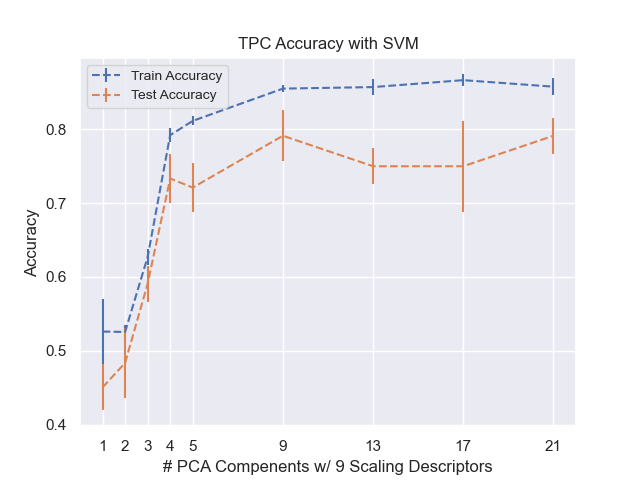 TPC Accuracy with SVM
Train Accuracy
Test Accuracy
Accuracy
0.8
0.7
0.6
0.5
0.4
1 2 3 4 5 9 13 17 21
# PCA Compenents w/ 9 Scaling Descriptors